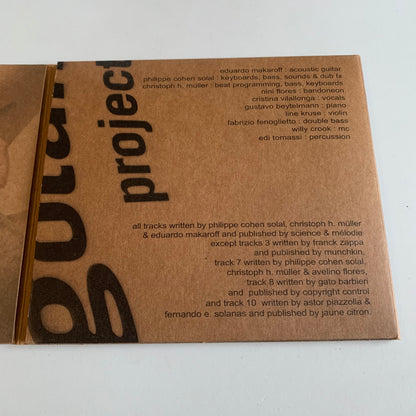 gotan
project
eduardo makaroff : acoustic guitar
philippe cohen solal : keyboards, bass, sounds & dub fx
christoph h. müller : beat programming, bass, keyboards
nini flores : bandoneon
cristina vilallonga : vocals
gustavo beytelmann : piano
line kruse : violin
fabrizio fenoglietto : double bass
willy crook : mc
edi tomassi : percussion
all tracks written by philippe cohen solal, christoph h. müller
& eduardo makaroff and published by science & mélodie
except tracks 3 written by franck zappa
and published by munchkin,
track 7 written by philippe cohen solal,
christoph h. müller & avelino flores,
track 8 written by gato barbieri
and published by copyright control
and track 10 written by astor piazzolla &
fernando e. solanas and published by jaune citron.